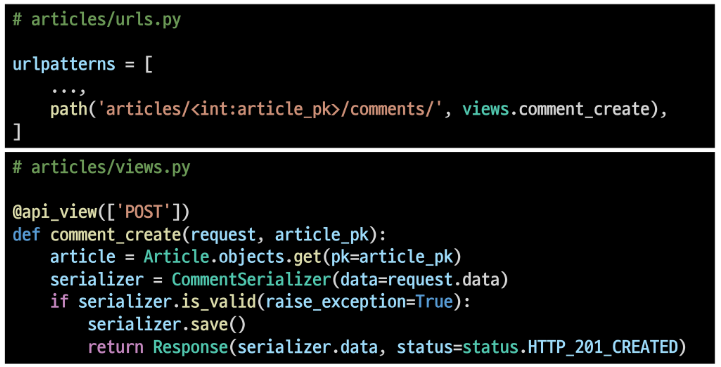 # articles/urls.py
urlpatterns = [
    ...,
    path('articles/<int:article_pk>/comments/', views.comment_create),
]
# articles/views.py
@api_view(['POST'])
def comment_create(request, article_pk):
    article = Article.objects.get(pk=article_pk)
    serializer = CommentSerializer(data=request.data)
    if serializer.is_valid(raise_exception=True):
        serializer.save()
        return Response(serializer.data, status=status.HTTP_201_CREATED)